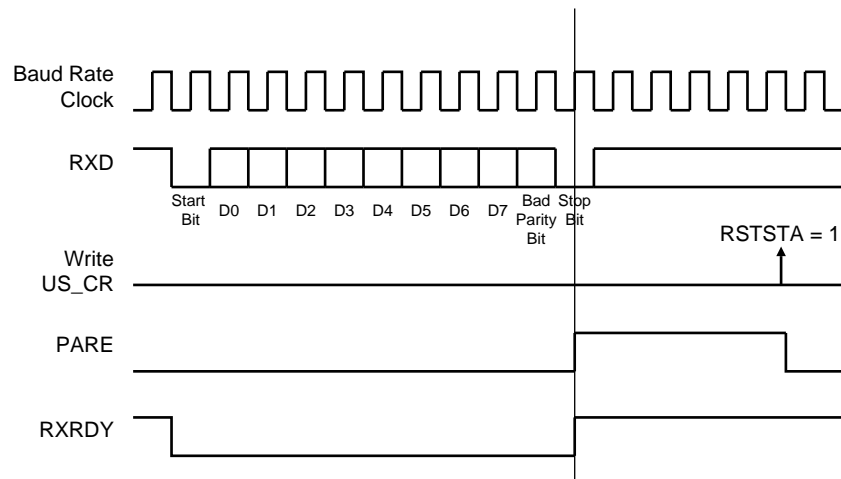 Baud Rate
Clock
RXD
Start
Bit
D0 D1 D2 D3 D4 D5 D6 D7
Bad
Parity
Bit
Stop
Bit
RSTSTA = 1
Write
US_CR
PARE
RXRDY